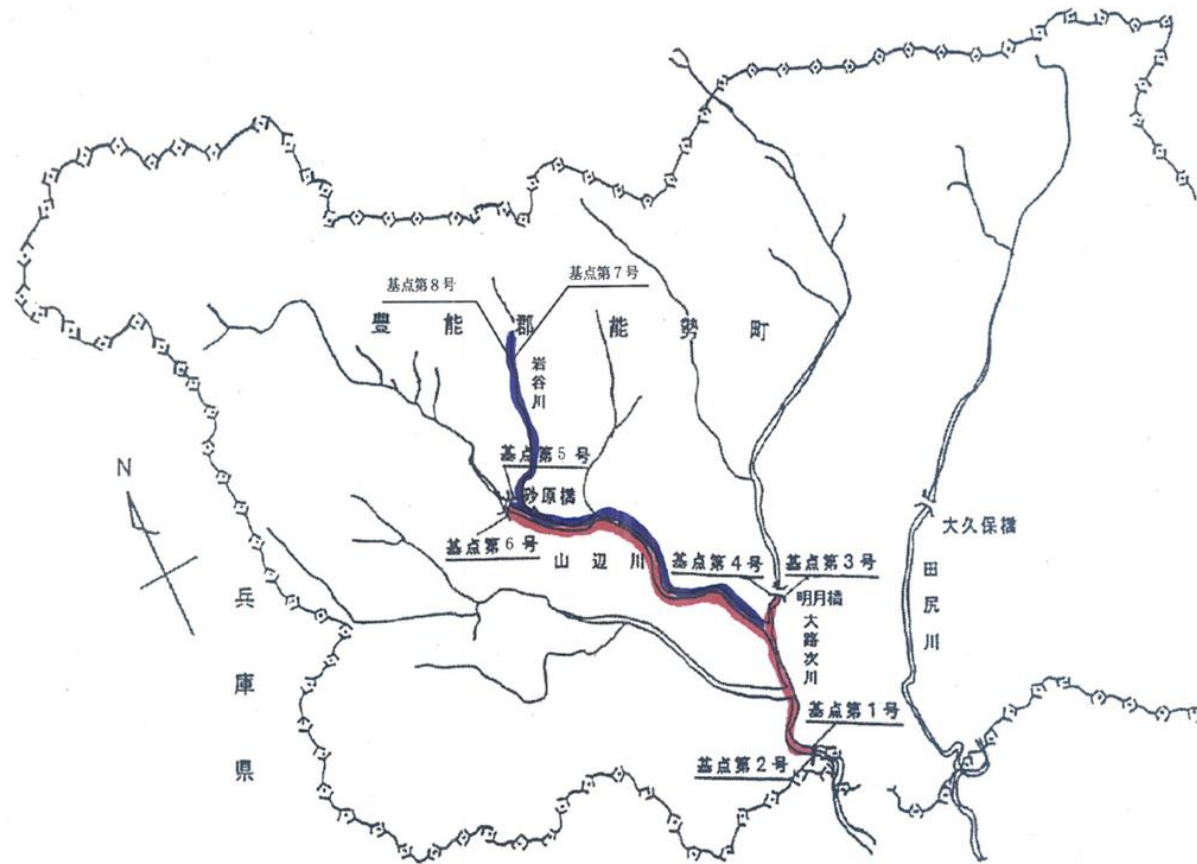 基点第8号
基点第7号
豊能郡能勢町
岩谷川
基点第5号
砂原橋
基点第6号
山辺川
基点第4号
基点第3号
明月橋
大路次川
大久保橋
田尻川
基点第1号
基点第2号
N
兵庫県